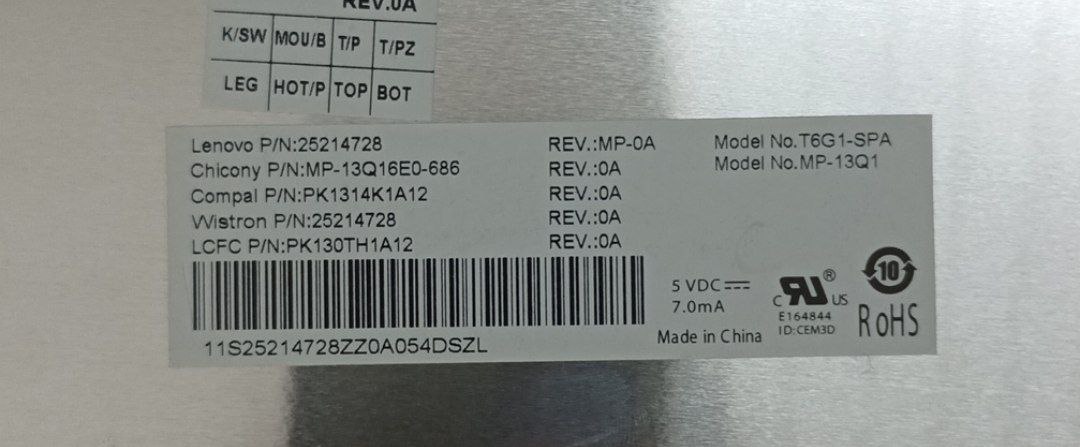 REV.0A
K/SW MOU/B T/P T/PZ
LEG HOT/P TOP BOT
Lenovo P/N:25214728 REV.:MP-0A Model No.T6G1-SPA
Chicony P/N:MP-13Q16E0-686 REV.:0A Model No.MP-13Q1
Compal P/N:PK1314K1A12 REV.:0A
Wistron P/N:25214728 REV.:0A
LCFC P/N:PK130TH1A12 REV.:0A
11S25214728ZZ0A054DSZL
5 VDC⎓
7.0mA
Made in China
C RU® US
E164844
ID:CEM3D
10
RoHS